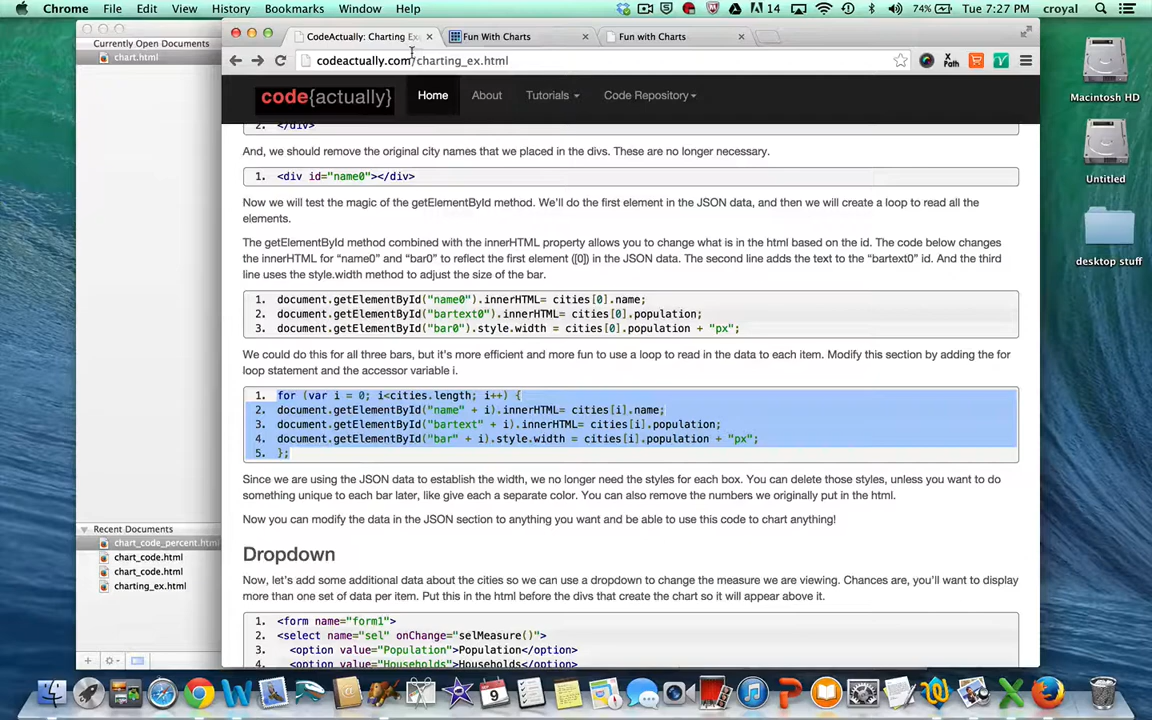 Chrome File Edit View History Bookmarks Window Help 14 74% Tue 7:27 PM croyal
Currently Open Documents
chart.html
CodeActually: Charting Ex Fun With Charts Fun with Charts
codeactually.com/charting_ex.html
X Path
code{actually} Home About Tutorials Code Repository
2. </div>
And, we should remove the original city names that we placed in the divs. These are no longer necessary.
1. <div id="name0"></div>
Now we will test the magic of the getElementById method. We'll do the first element in the JSON data, and then we will create a loop to read all the
elements.
The getElementById method combined with the innerHTML property allows you to change what is in the html based on the id. The code below changes
the innerHTML for “name0” and “bar0” to reflect the first element ([0]) in the JSON data. The second line adds the text to the “bartext0” id. And the third
line uses the style.width method to adjust the size of the bar.
1. document.getElementById("name0").innerHTML= cities[0].name;
2. document.getElementById("bartext0").innerHTML= cities[0].population;
3. document.getElementById("bar0").style.width = cities[0].population + "px";
We could do this for all three bars, but it's more efficient and more fun to use a loop to read in the data to each item. Modify this section by adding the for
loop statement and the accessor variable i.
1. for (var i = 0; i<cities.length; i++) {
2. document.getElementById("name" + i).innerHTML= cities[i].name;
3. document.getElementById("bartext" + i).innerHTML= cities[i].population;
4. document.getElementById("bar" + i).style.width = cities[i].population + "px";
5. };
Since we are using the JSON data to establish the width, we no longer need the styles for each box. You can delete those styles, unless you want to do
something unique to each bar later, like give each a separate color. You can also remove the numbers we originally put in the html.
Now you can modify the data in the JSON section to anything you want and be able to use this code to chart anything!
Dropdown
Now, let's add some additional data about the cities so we can use a dropdown to change the measure we are viewing. Chances are, you'll want to display
more than one set of data per item. Put this in the html before the divs that create the chart so it will appear above it.
1. <form name="form1">
2. <select name="sel" onChange="selMeasure()">
3. <option value="Population">Population</option>
4. <option value="Households">Households</option>
Recent Documents
chart_code_percent.html
chart_code.html
chart_code.html
charting_ex.html
Macintosh HD
Untitled
desktop stuff